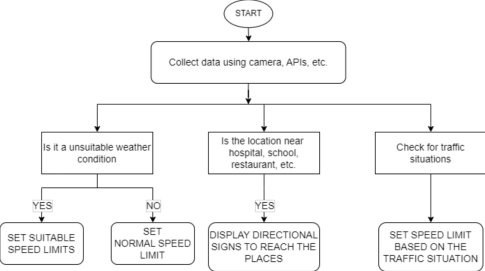 START
Collect data using camera, APIs, etc.
Is it a unsuitable weather
condition
Is the location near
hospital, school,
restaurant, etc.
Check for traffic
situations
YES
NO
YES
SET SUITABLE
SPEED LIMITS
SET
NORMAL SPEED
LIMIT
DISPLAY DIRECTIONAL
SIGNS TO REACH THE
PLACES
SET SPEED LIMIT
BASED ON THE
TRAFFIC SITUATION